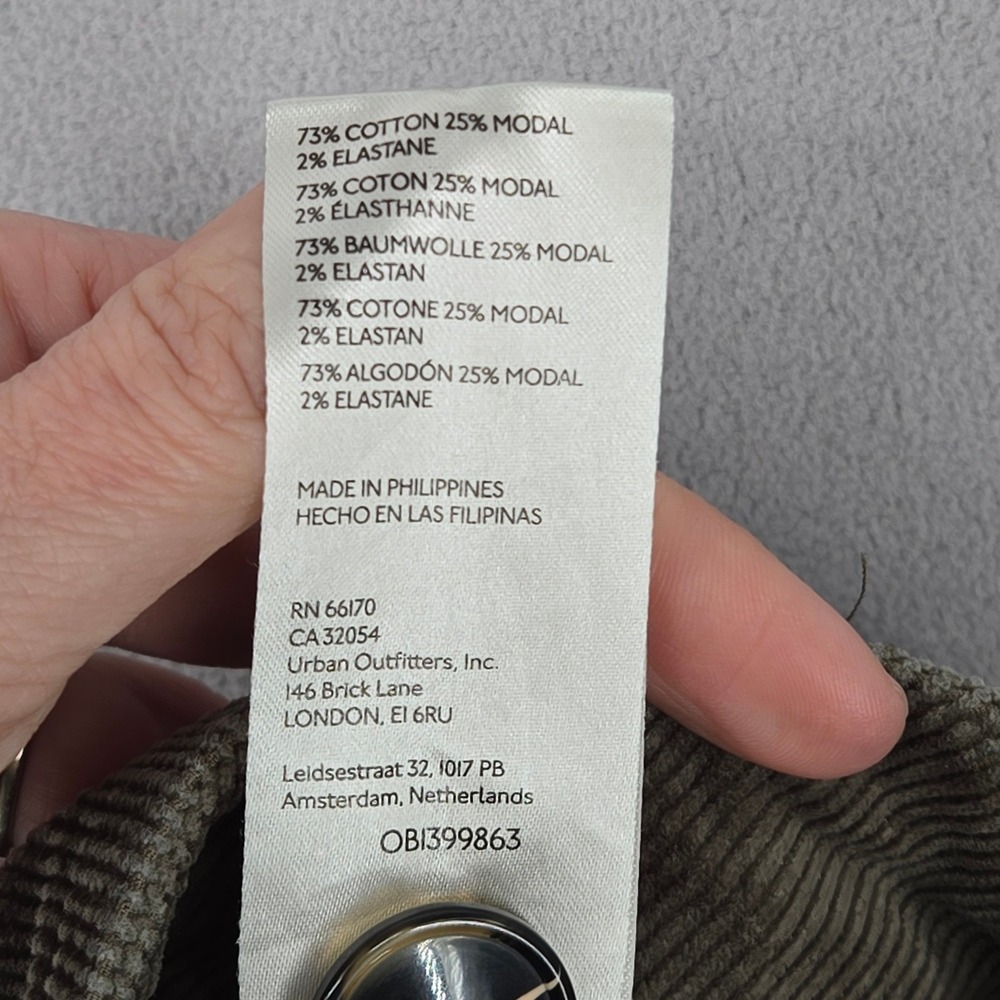 73% COTTON 25% MODAL
2% ELASTANE
73% COTON 25% MODAL
2% ÉLASTHANNE
73% BAUMWOLLE 25% MODAL
2% ELASTAN
73% COTONE 25% MODAL
2% ELASTAN
73% ALGODÓN 25% MODAL
2% ELASTANE
MADE IN PHILIPPINES
HECHO EN LAS FILIPINAS
RN 66170
CA 32054
Urban Outfitters, Inc.
146 Brick Lane
LONDON, E1 6RU
Leidsestraat 32, 1017 PB
Amsterdam, Netherlands
OB1399863